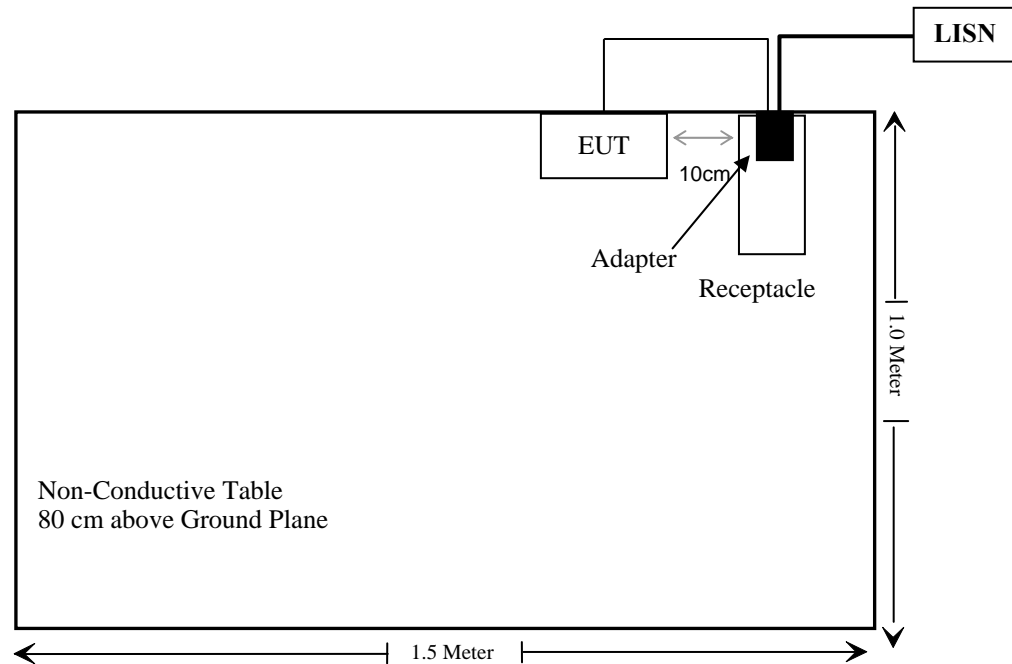 LISN
EUT
10cm
Adapter
Receptacle
1.0 Meter
Non-Conductive Table
80 cm above Ground Plane
1.5 Meter